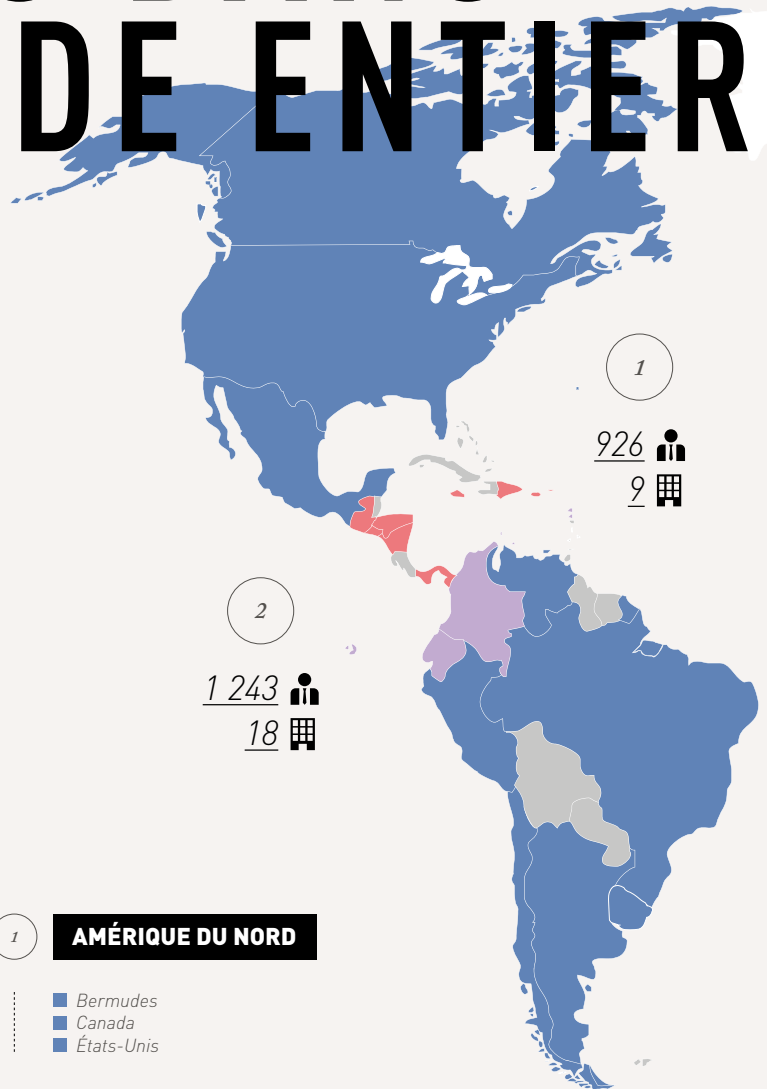 DE ENTIER
1
926
9
2
1 243
18
1 AMÉRIQUE DU NORD
Bermudes
Canada
États-Unis